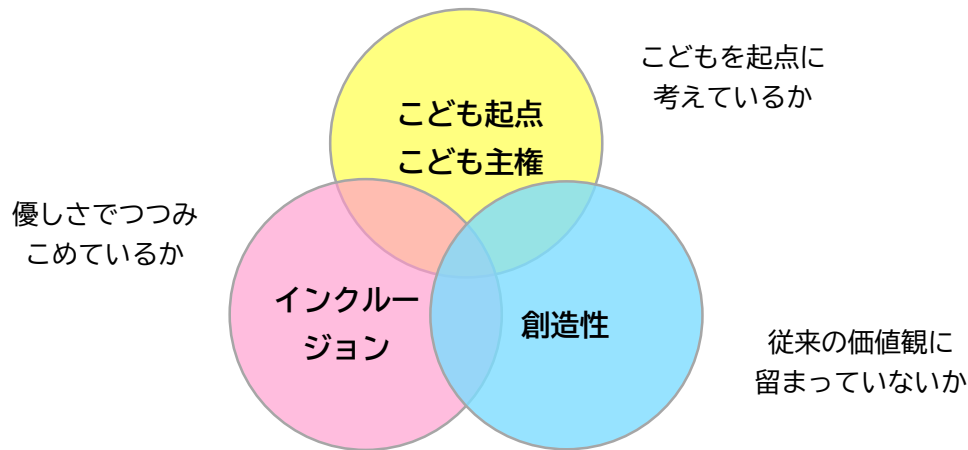 こどもを起点に
考えているか
こども起点
こども主権
優しさでつつみ
こめているか
インクルー
ジョン
創造性
従来の価値観に
留まっていないか